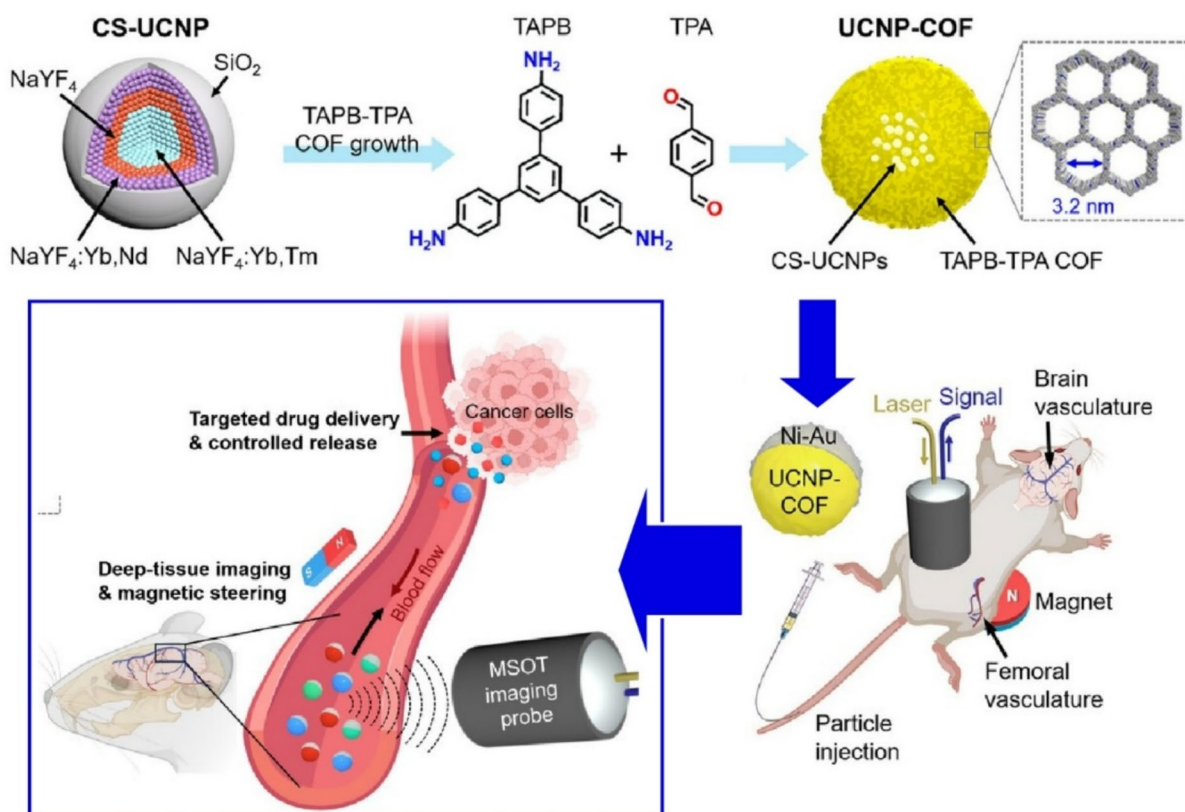 CS-UCNP
NaYF₄
SiO₂
NaYF₄:Yb,Nd
NaYF₄:Yb,Tm
TAPB-TPA
COF growth
TAPB
NH₂
H₂N
NH₂
+
TPA
O
O
UCNP-COF
CS-UCNPs
TAPB-TPA COF
3.2 nm
Targeted drug delivery
& controlled release
Cancer cells
Deep-tissue imaging
& magnetic steering
N
S
Blood flow
MSOT
imaging
probe
Ni-Au
UCNP-
COF
Laser
Signal
Brain
vasculature
N
Magnet
Femoral
vasculature
Particle
injection